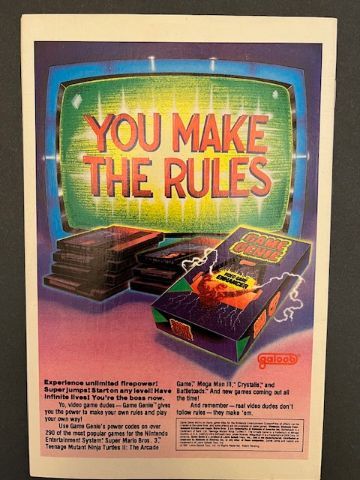 YOU MAKE
THE RULES
GAME
GENIE
VIDEO GAME
ENHANCER
galoob
Experience unlimited firepower!
Super jumps! Start on any level! Have
infinite lives! You're the boss now.
Yo, video game dudes — Game Genie™ gives
you the power to make your own rules and play
your own way!
Use Game Genie's power codes on over
290 of the most popular games for the Nintendo
Entertainment System® Super Mario Bros. 3,™
Teenage Mutant Ninja Turtles II: The Arcade
Game,™ Mega Man III,™ Crystalis,™ and
Battletoads.™ And new games coming out all
the time!
And remember — real video dudes don't
follow rules — they make 'em.